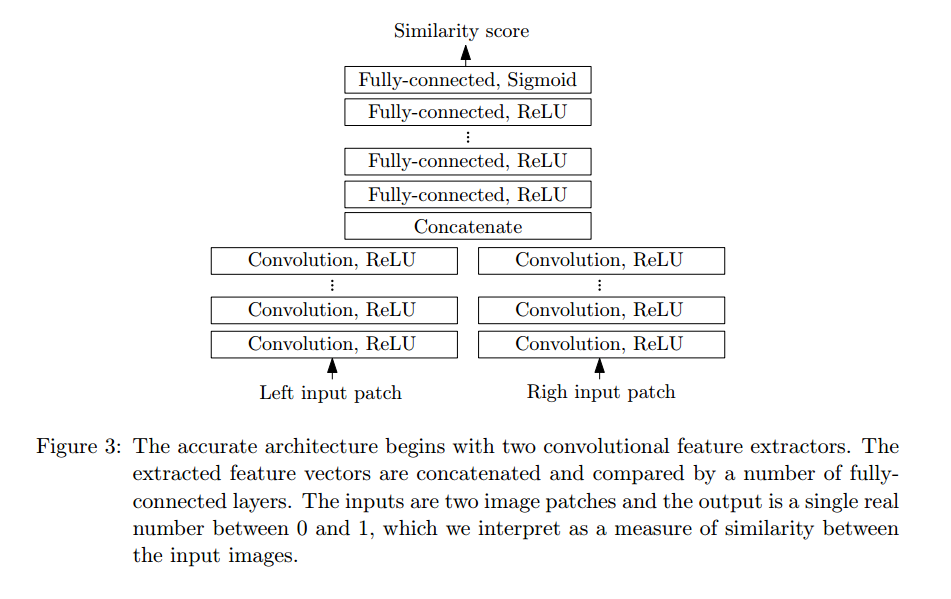 Similarity score
Fully-connected, Sigmoid
Fully-connected, ReLU
Fully-connected, ReLU
Fully-connected, ReLU
Concatenate
Convolution, ReLU
Convolution, ReLU
Convolution, ReLU
Convolution, ReLU
Convolution, ReLU
Convolution, ReLU
Left input patch
Righ input patch
Figure 3: The accurate architecture begins with two convolutional feature extractors. The
extracted feature vectors are concatenated and compared by a number of fully-
connected layers. The inputs are two image patches and the output is a single real
number between 0 and 1, which we interpret as a measure of similarity between
the input images.